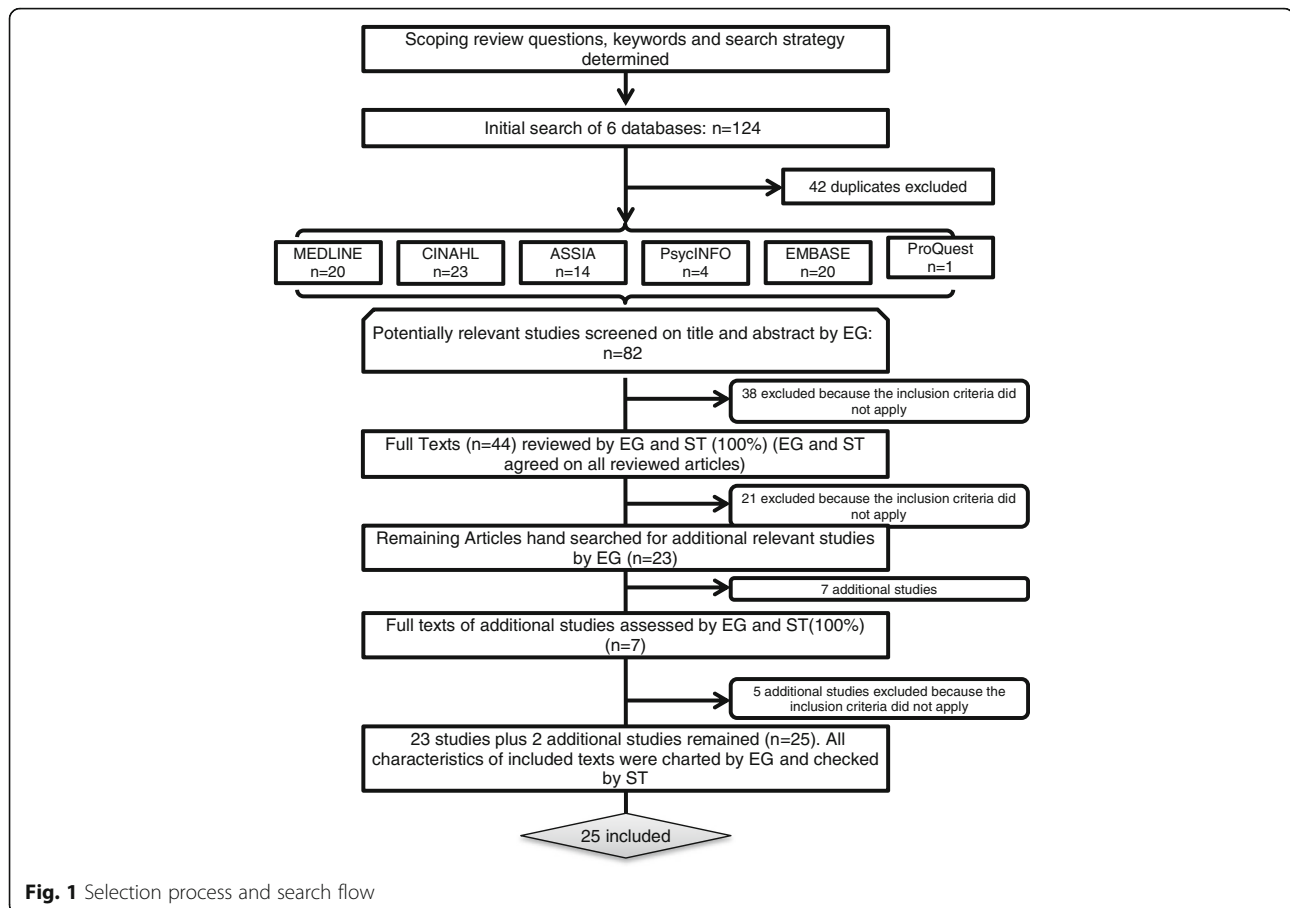 Scoping review questions, keywords and search strategy
determined
Initial search of 6 databases: n=124
42 duplicates excluded
MEDLINE
n=20
CINAHL
n=23
ASSIA
n=14
PsycINFO
n=4
EMBASE
n=20
ProQuest
n=1
Potentially relevant studies screened on title and abstract by EG:
n=82
38 excluded because the inclusion criteria did
not apply
Full Texts (n=44) reviewed by EG and ST (100%) (EG and ST
agreed on all reviewed articles)
21 excluded because the inclusion criteria did
not apply
Remaining Articles hand searched for additional relevant studies
by EG (n=23)
7 additional studies
Full texts of additional studies assessed by EG and ST(100%)
(n=7)
5 additional studies excluded because the
inclusion criteria did not apply
23 studies plus 2 additional studies remained (n=25). All
characteristics of included texts were charted by EG and checked
by ST
25 included
Fig. 1 Selection process and search flow